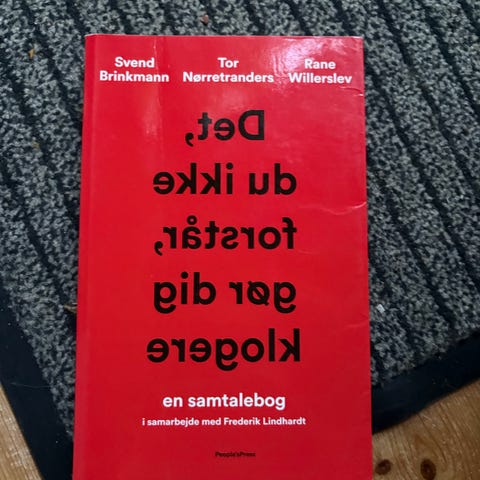 Svend Brinkmann
Tor Nørretranders
Rane Willerslev
Det,
du ikke
forstår,
gør dig
klogere
en samtalebog
i samarbejde med Frederik Lindhardt
People'sPress